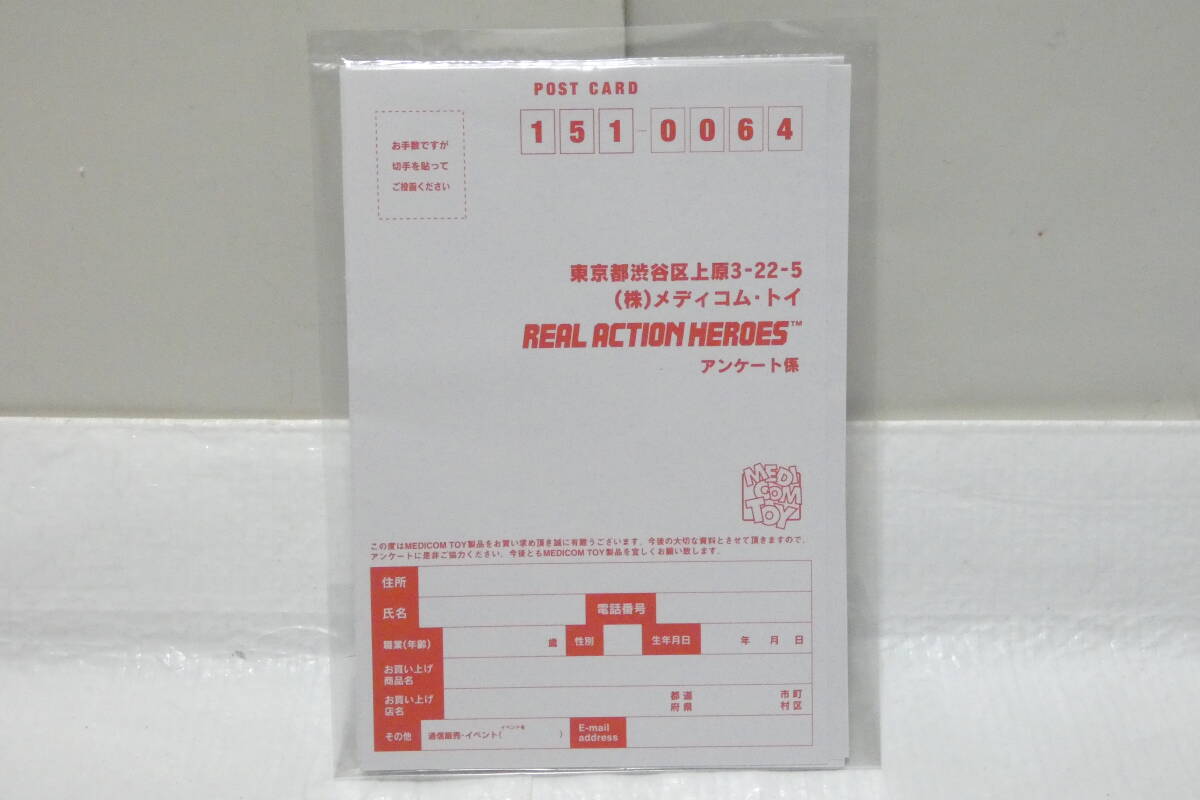 POST CARD
お手数ですが
切手を貼って
ご投函ください
151-0064
東京都渋谷区上原3-22-5
(株)メディコム・トイ
REAL ACTION HEROES™
アンケート係
MEDI
COM
TOY
この度はMEDICOM TOY製品をお買い求め頂き誠に有難うございます。今後の大切な資料とさせて頂きますので、
アンケートに是非ご協力ください。今後ともMEDICOM TOY製品を宜しくお願い致します。
住所
氏名 電話番号
職業(年齢) 歳 性別 生年月日 年 月 日
お買い上げ
商品名
お買い上げ
店名
都道
府県
市町
村区
その他 通信販売・イベント( イベント名 )
E-mail
address